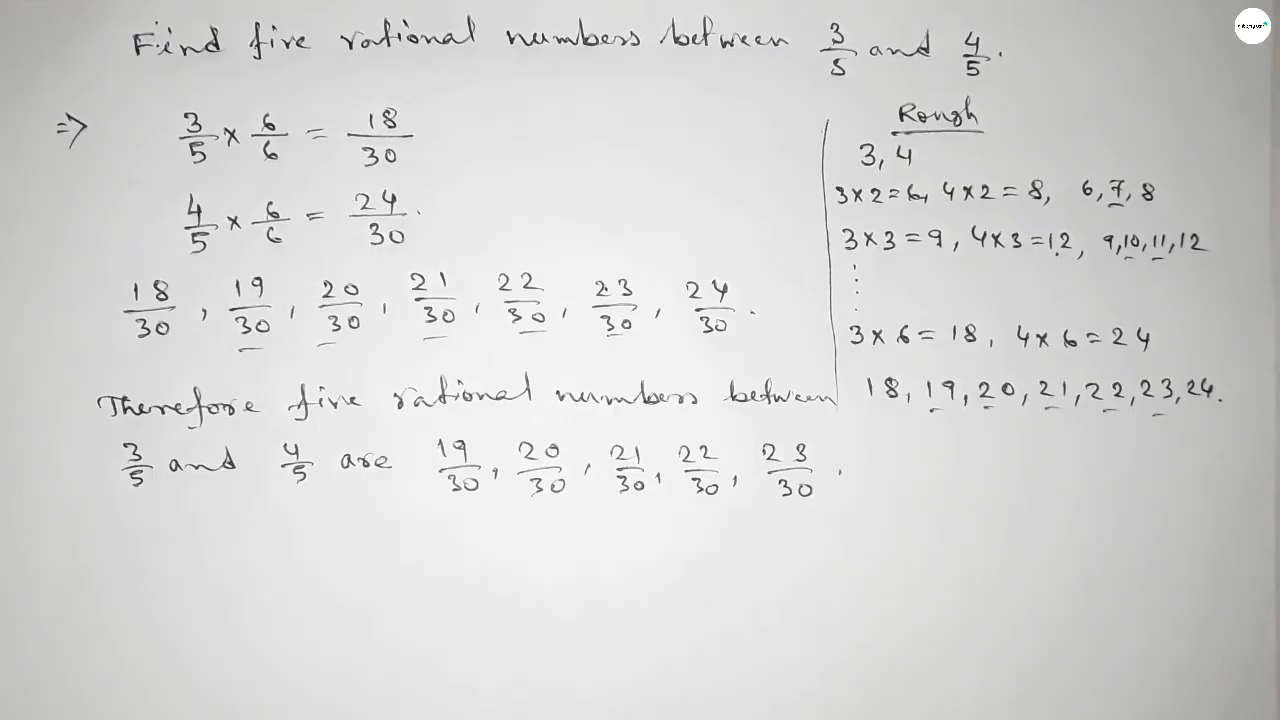 Find five rational numbers between 3/5 and 4/5.
⇒ 3/5 × 6/6 = 18/30
4/5 × 6/6 = 24/30.
18/30, 19/30, 20/30, 21/30, 22/30, 23/30, 24/30.
Therefore five rational numbers between
3/5 and 4/5 are 19/30, 20/30, 21/30, 22/30, 23/30.
Rough
3, 4
3×2=6, 4×2=8, 6,7,8
3×3=9, 4×3=12, 9,10,11,12
⋮
3×6=18, 4×6=24
18, 19, 20, 21, 22, 23, 24.